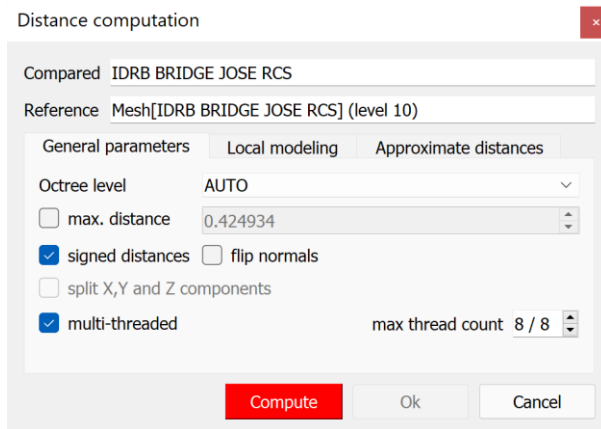 Distance computation
Compared IDRB BRIDGE JOSE RCS
Reference Mesh[IDRB BRIDGE JOSE RCS] (level 10)
General parameters Local modeling Approximate distances
Octree level AUTO
max. distance 0.424934
signed distances flip normals
split X,Y and Z components
multi-threaded max thread count 8 / 8
Compute Ok Cancel